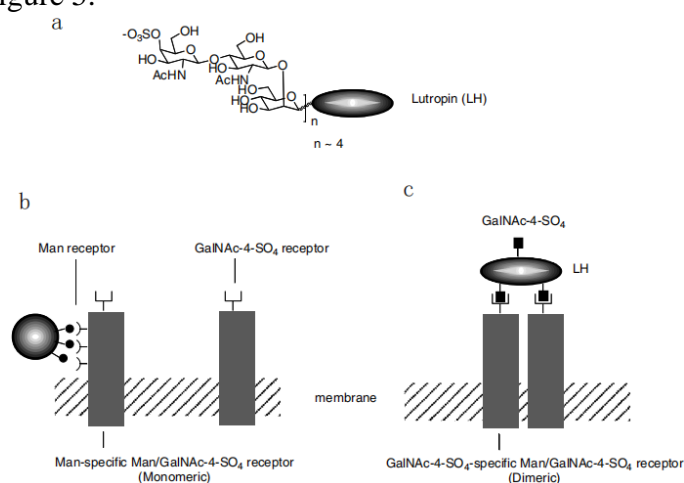 Figure 3.
a
-O₃SO
OH
O
HO
AcHN
OH
O
O
HO
AcHN
O
HO
HO
HO
O
n
n ~ 4
Lutropin (LH)
b
Man receptor
GalNAc-4-SO₄ receptor
membrane
Man-specific Man/GalNAc-4-SO₄ receptor
(Monomeric)
c
GalNAc-4-SO₄
LH
GalNAc-4-SO₄-specific Man/GalNAc-4-SO₄ receptor
(Dimeric)